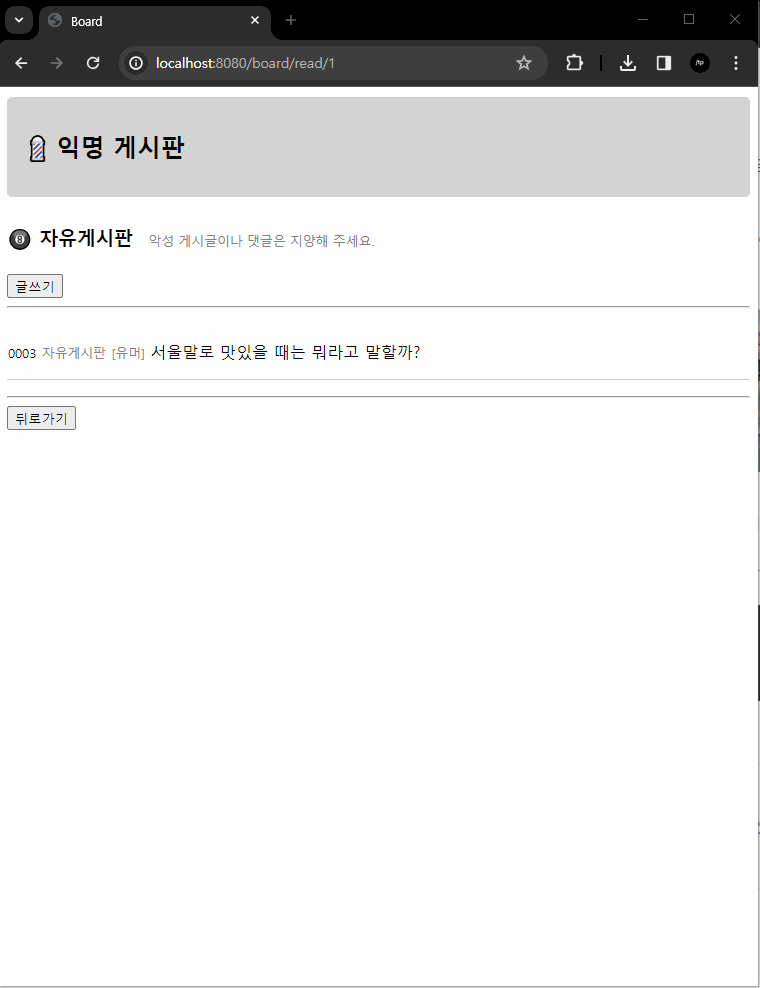 Board
localhost:8080/board/read/1
익명 게시판
8 자유게시판 악성 게시글이나 댓글은 지양해 주세요.
글쓰기
0003 자유게시판 [유머] 서울말로 맛있을 때는 뭐라고 말할까?
뒤로가기